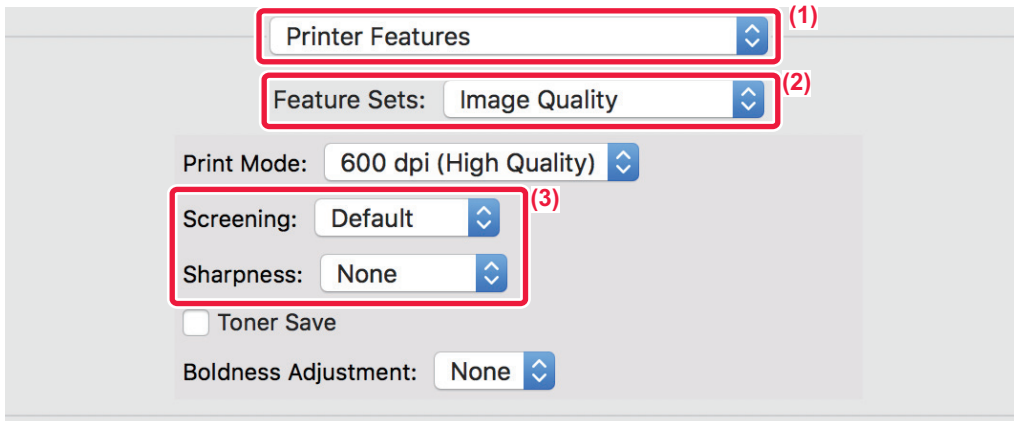 Printer Features (1)
Feature Sets: Image Quality (2)
Print Mode: 600 dpi (High Quality)
Screening: Default (3)
Sharpness: None
Toner Save
Boldness Adjustment: None